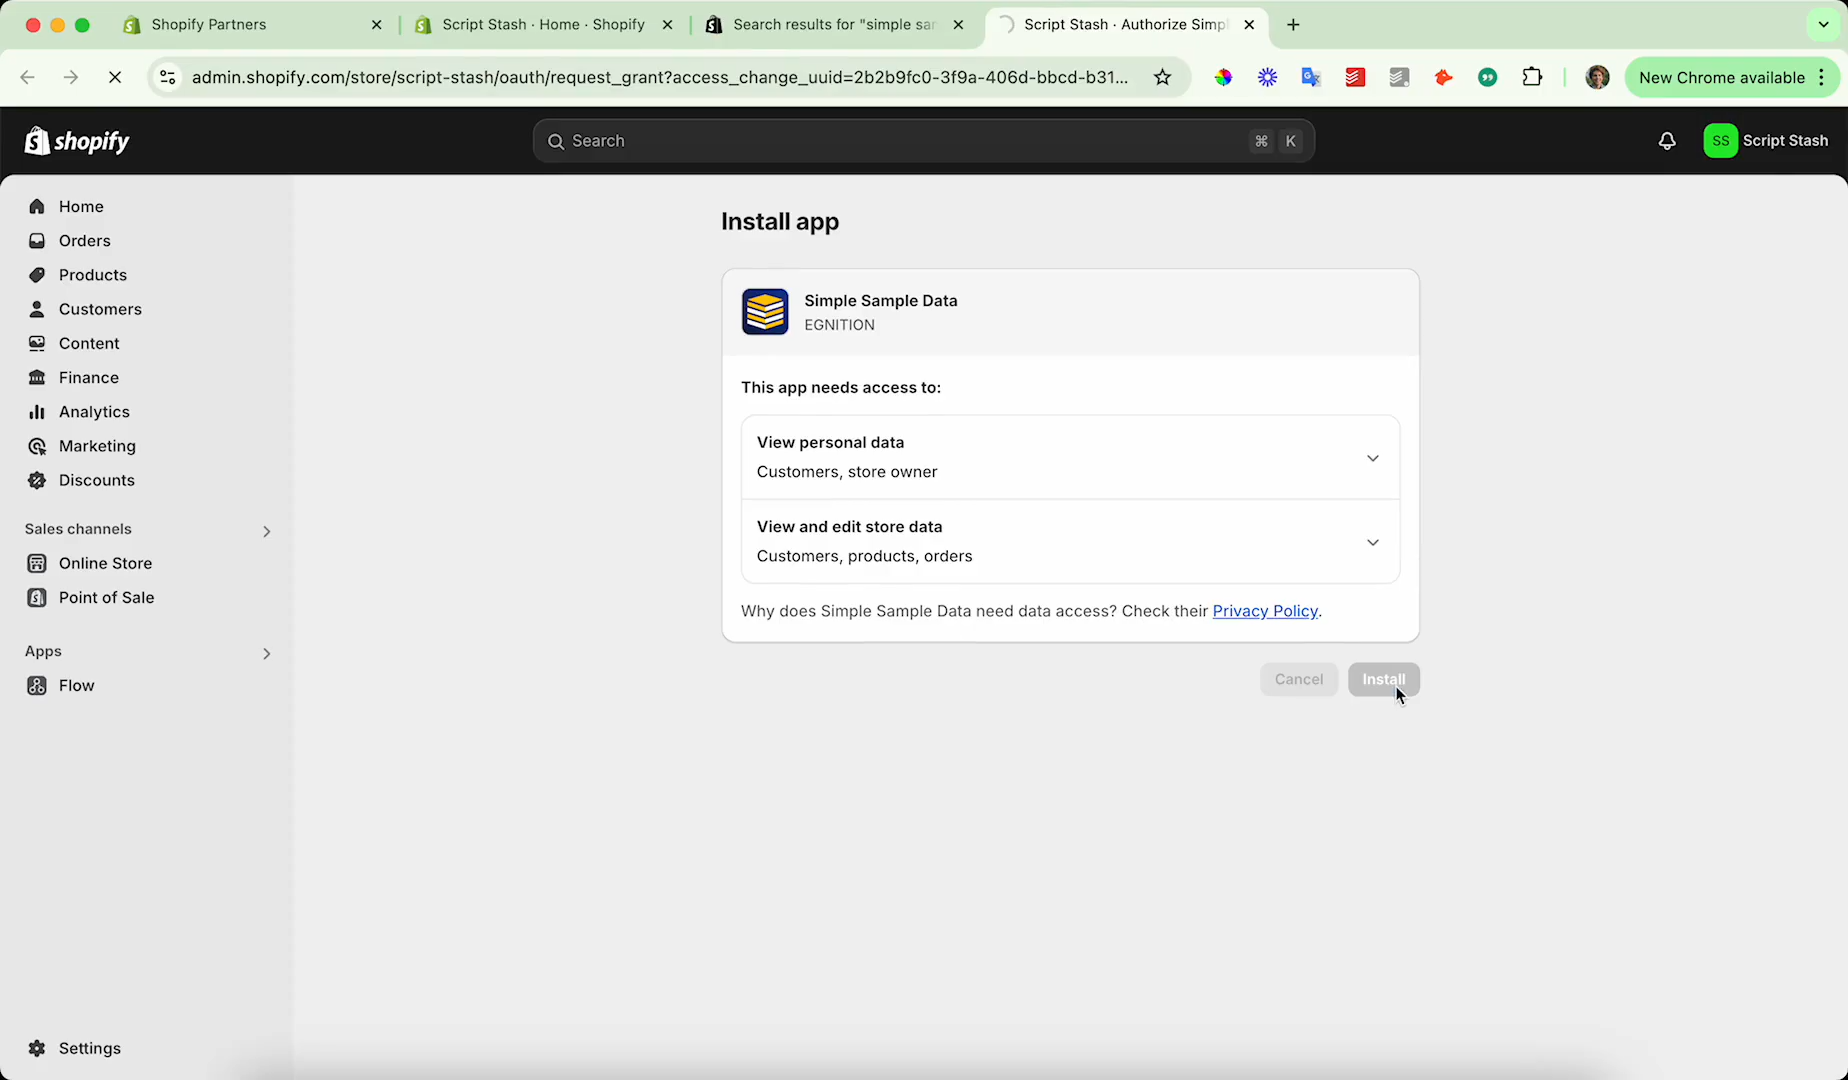 Shopify Partners
Script Stash · Home · Shopify
Search results for "simple sam
Script Stash · Authorize Simpl
admin.shopify.com/store/script-stash/oauth/request_grant?access_change_uuid=2b2b9fc0-3f9a-406d-bbcd-b31...
New Chrome available
shopify
Search
⌘ K
SS Script Stash
Home
Orders
Products
Customers
Content
Finance
Analytics
Marketing
Discounts
Sales channels
Online Store
Point of Sale
Apps
Flow
Settings
Install app
Simple Sample Data
EGNITION
This app needs access to:
View personal data
Customers, store owner
View and edit store data
Customers, products, orders
Why does Simple Sample Data need data access? Check their Privacy Policy.
Cancel
Install